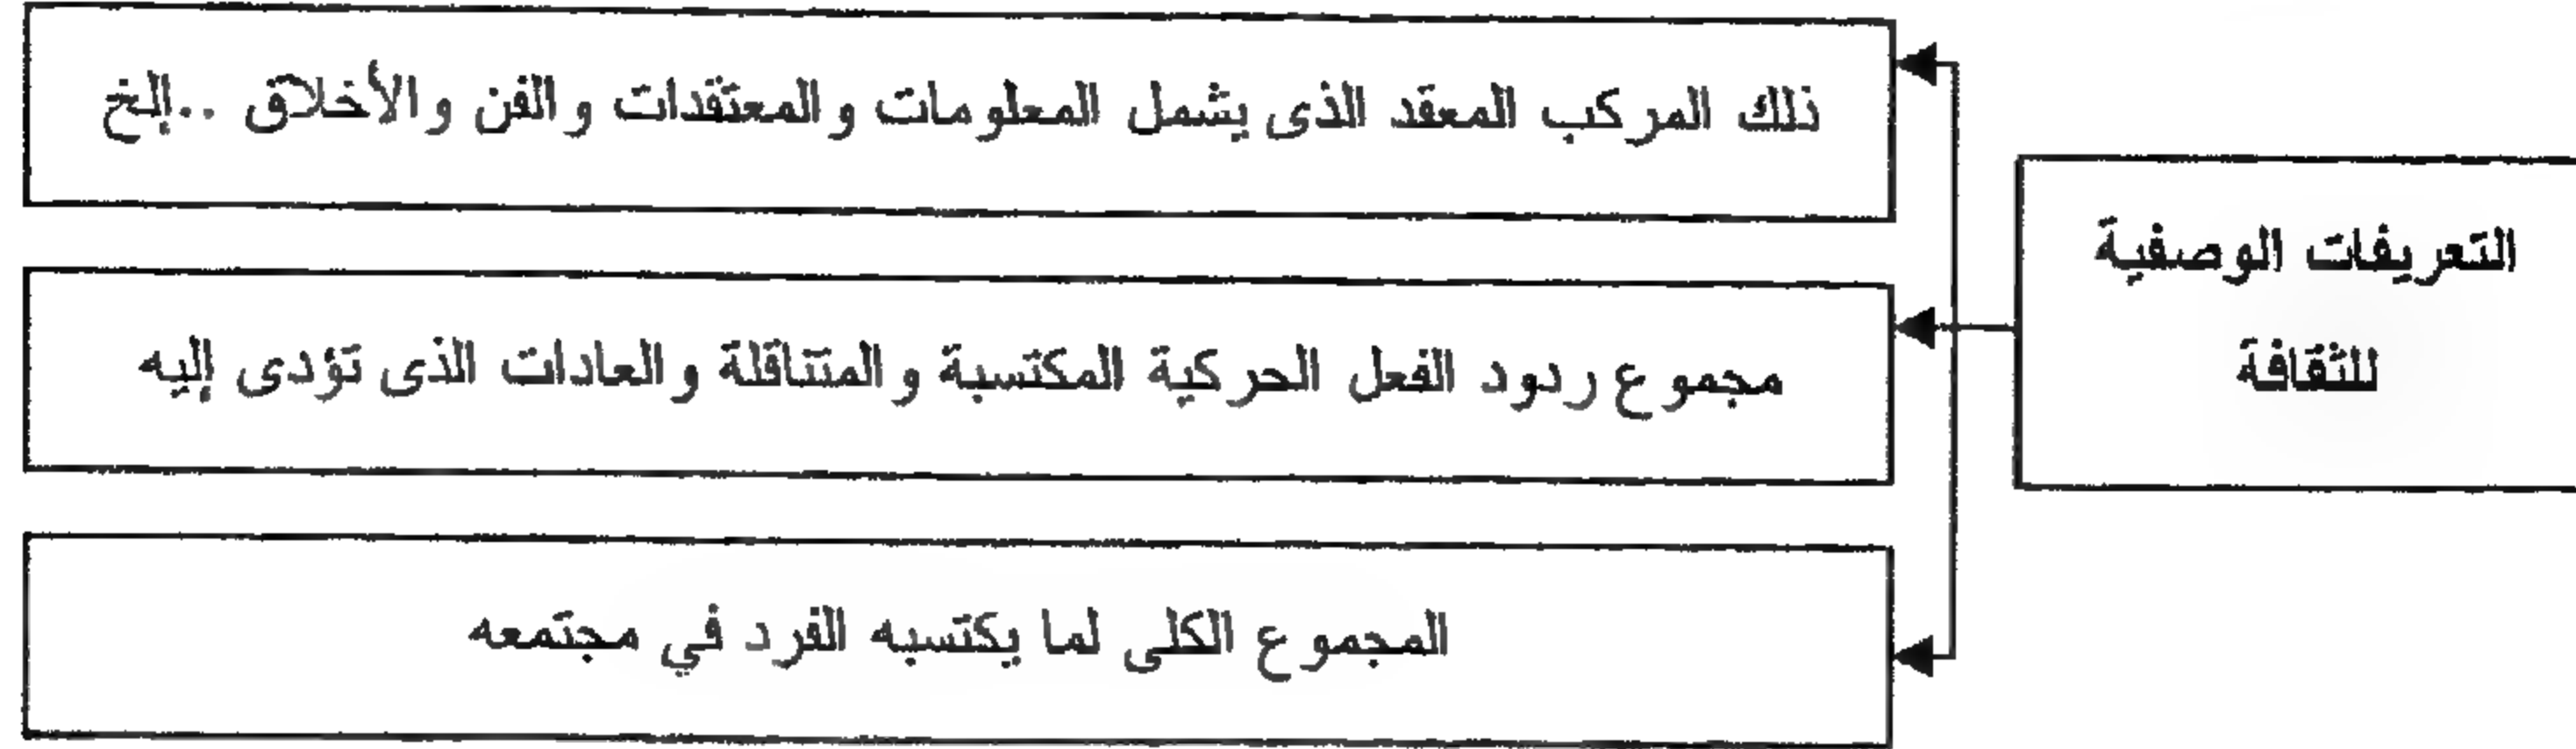 التعريفات الوصفية
للثقافة
ذلك المركب المعقد الذى يشمل المعلومات والمعتقدات والفن والأخلاق ..إلخ
مجموع ردود الفعل الحركية المكتسبة والمتناقلة والعادات الذى تؤدى إليه
المجموع الكلى لما يكتسبه الفرد في مجتمعه